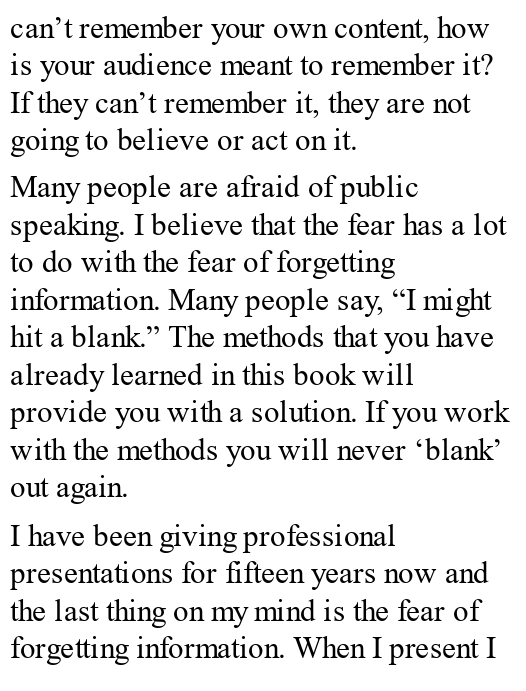 can’t remember your own content, how
is your audience meant to remember it?
If they can’t remember it, they are not
going to believe or act on it.
Many people are afraid of public
speaking. I believe that the fear has a lot
to do with the fear of forgetting
information. Many people say, “I might
hit a blank.” The methods that you have
already learned in this book will
provide you with a solution. If you work
with the methods you will never ‘blank’
out again.
I have been giving professional
presentations for fifteen years now and
the last thing on my mind is the fear of
forgetting information. When I present I